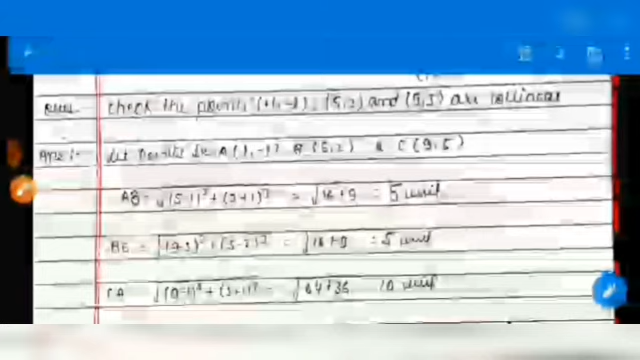 Ques. Check the points (+1,-1), (5,2) and (9,5) are collinear
Ans:- Let points be A(1,-1) B(5,2) & C(9,5)
AB = √(5-1)²+(2+1)² = √16+9 = 5 unit
BC = √(9-5)²+(5-2)² = √16+9 = 5 unit
CA √(9-1)²+(5+1)² = √64+36 10 unit